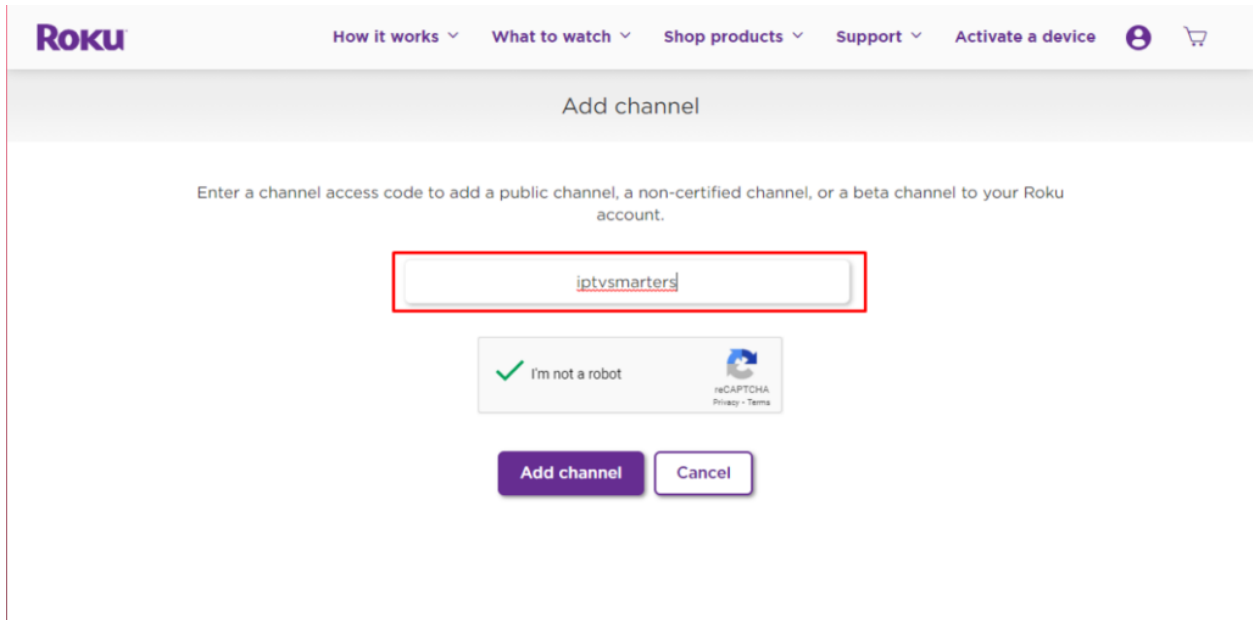 ROKU
How it works What to watch Shop products Support Activate a device
Add channel
Enter a channel access code to add a public channel, a non-certified channel, or a beta channel to your Roku
account.
iptvsmarters
I'm not a robot
reCAPTCHA
Privacy - Terms
Add channel Cancel